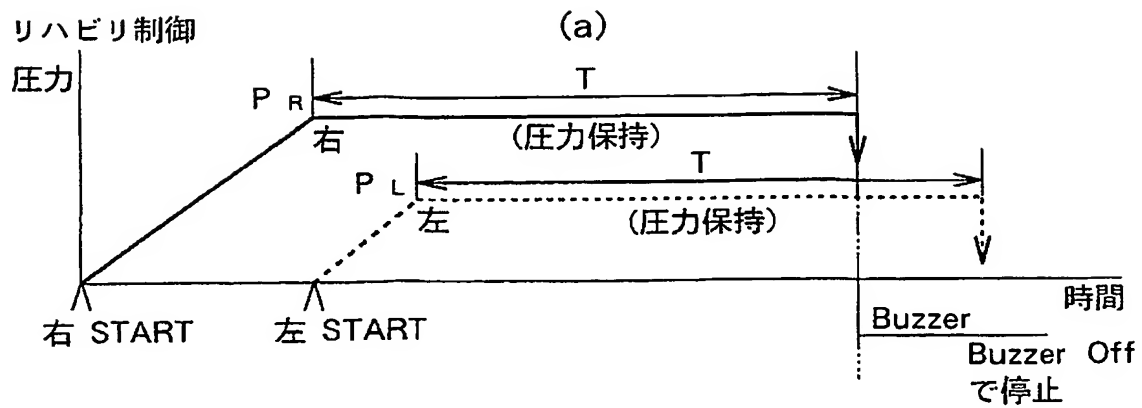 リハビリ制御
(a)
圧力
T
P R
右
(圧力保持)
T
P L
左
(圧力保持)
時間
右 START
左 START
Buzzer
Buzzer Off
で停止